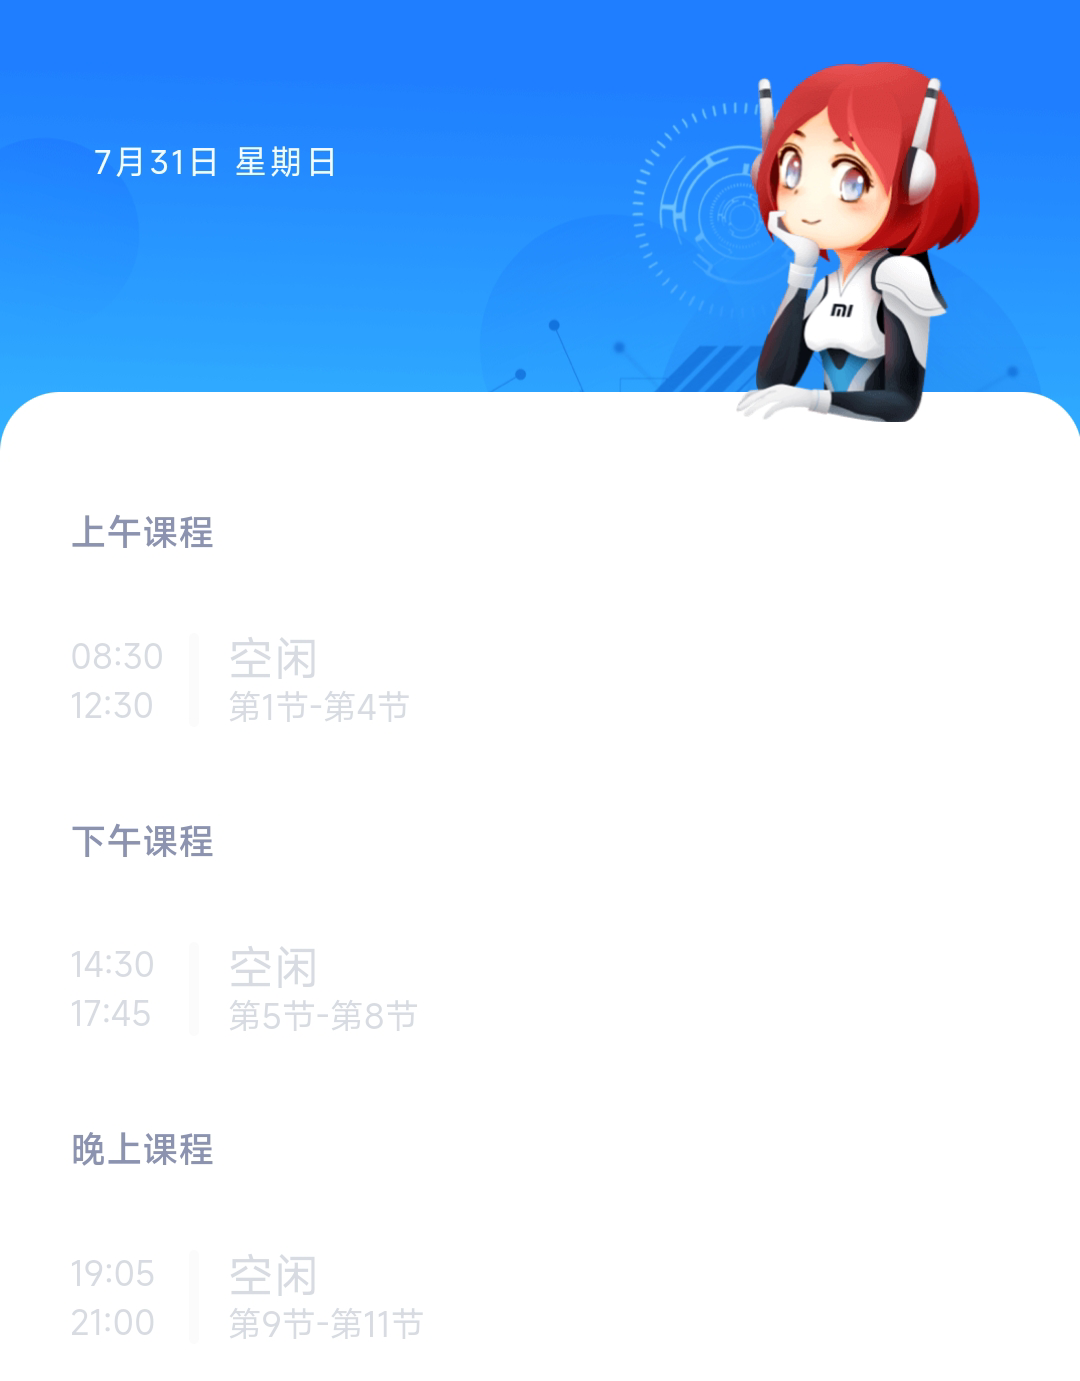 7月31日 星期日
MI
上午课程
08:30
空闲
12:30
第1节-第4节
下午课程
14:30
空闲
17:45
第5节-第8节
晚上课程
19:05
空闲
21:00
第9节-第11节